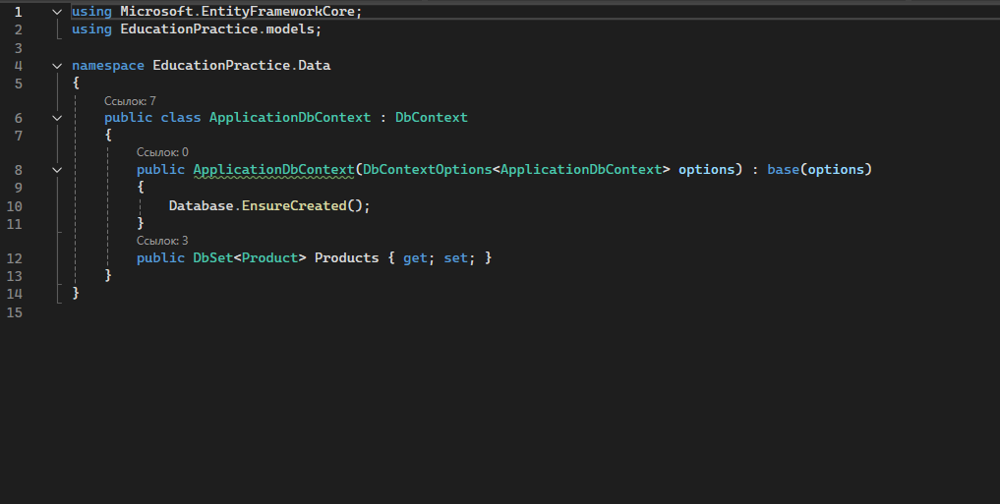 1 using Microsoft.EntityFrameworkCore;
2 using EducationPractice.models;
3
4 namespace EducationPractice.Data
5 {
Ссылок: 7
6 public class ApplicationDbContext : DbContext
7 {
Ссылок: 0
8 public ApplicationDbContext(DbContextOptions<ApplicationDbContext> options) : base(options)
9 {
10 Database.EnsureCreated();
11 }
Ссылок: 3
12 public DbSet<Product> Products { get; set; }
13 }
14 }
15